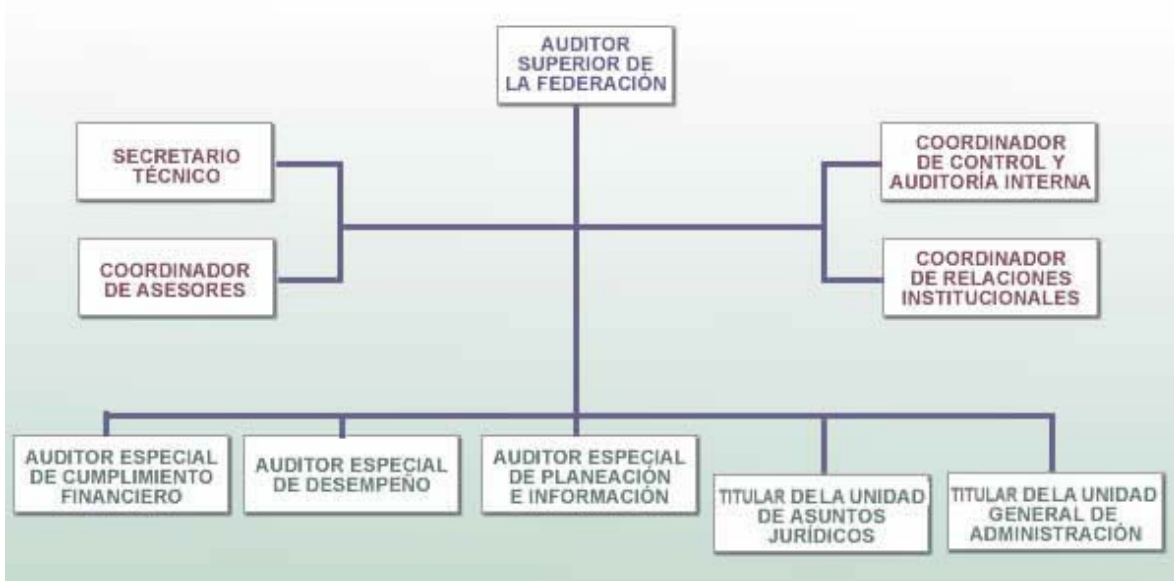 AUDITOR
SUPERIOR DE
LA FEDERACIÓN
SECRETARIO
TÉCNICO
COORDINADOR
DE CONTROL Y
AUDITORÍA INTERNA
COORDINADOR
DE ASESORES
COORDINADOR
DE RELACIONES
INSTITUCIONALES
AUDITOR ESPECIAL
DE CUMPLIMIENTO
FINANCIERO
AUDITOR ESPECIAL
DE DESEMPEÑO
AUDITOR ESPECIAL
DE PLANEACIÓN
E INFORMACIÓN
TITULAR DE LA UNIDAD
DE ASUNTOS
JURÍDICOS
TITULAR DE LA UNIDAD
GENERAL DE
ADMINISTRACIÓN